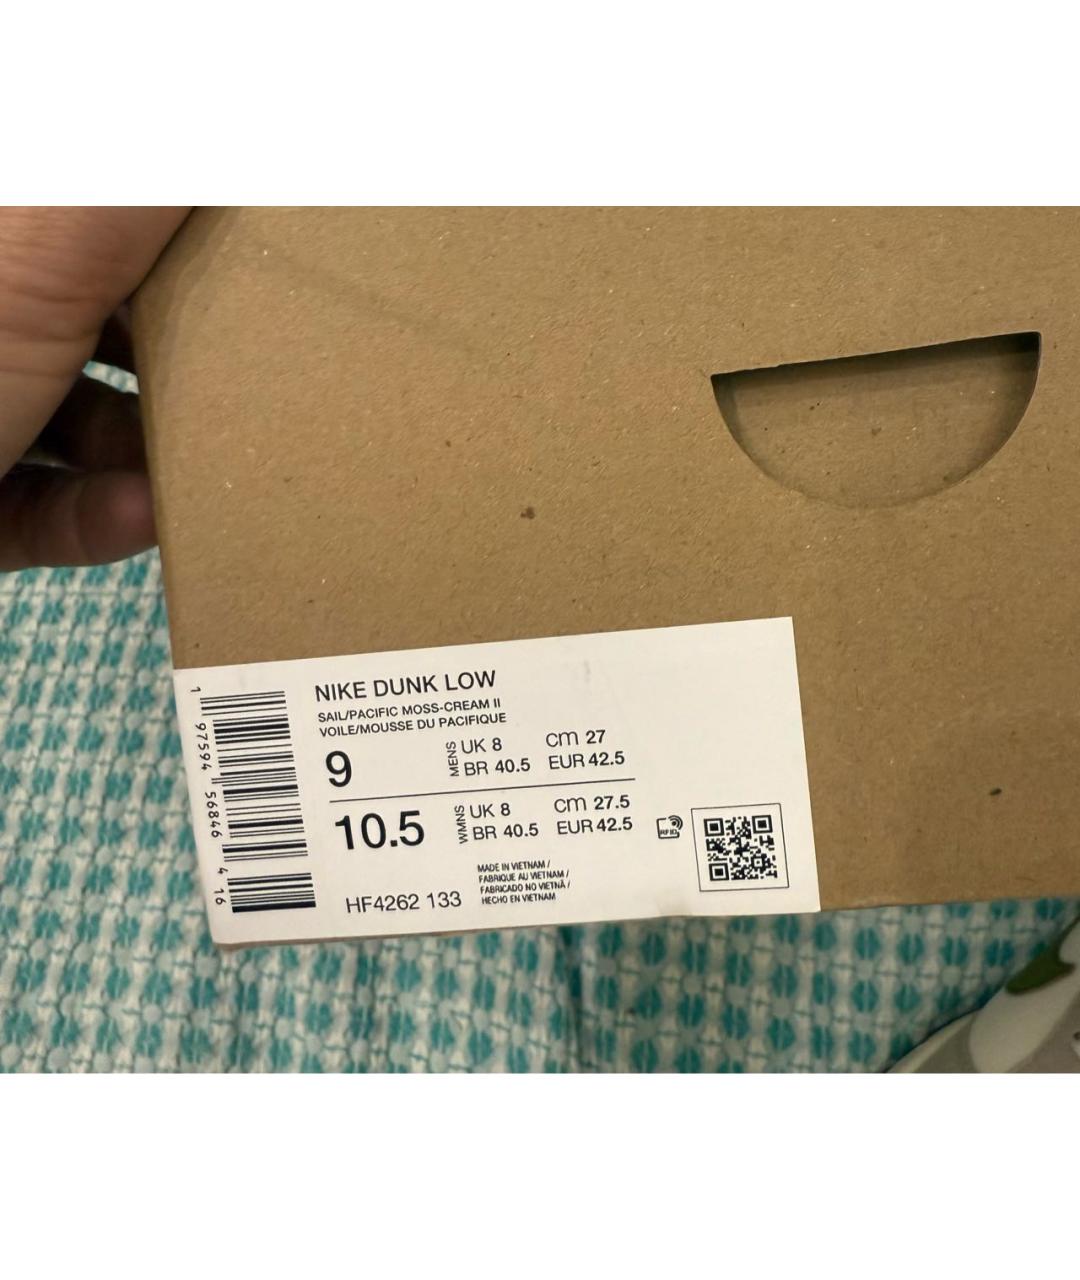 NIKE DUNK LOW
SAIL/PACIFIC MOSS-CREAM II
VOILE/MOUSSE DU PACIFIQUE
9 MENS UK 8 cm 27
BR 40.5 EUR 42.5
10.5 WMNS UK 8 cm 27.5
BR 40.5 EUR 42.5
RFID
MADE IN VIETNAM /
FABRIQUE AU VIETNAM /
FABRICADO NO VIETNÃ /
HECHO EN VIETNAM
HF4262 133
1 97594 56846 4 16